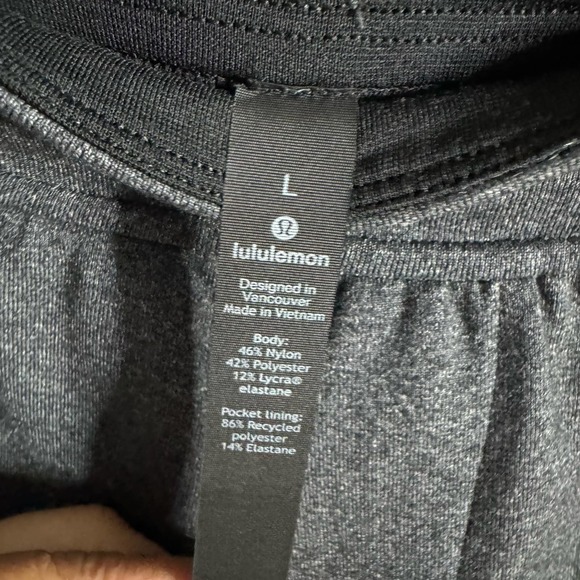 L
lululemon
Designed in
Vancouver
Made in Vietnam
Body:
46% Nylon
42% Polyester
12% Lycra®
elastane
Pocket lining:
86% Recycled
polyester
14% Elastane